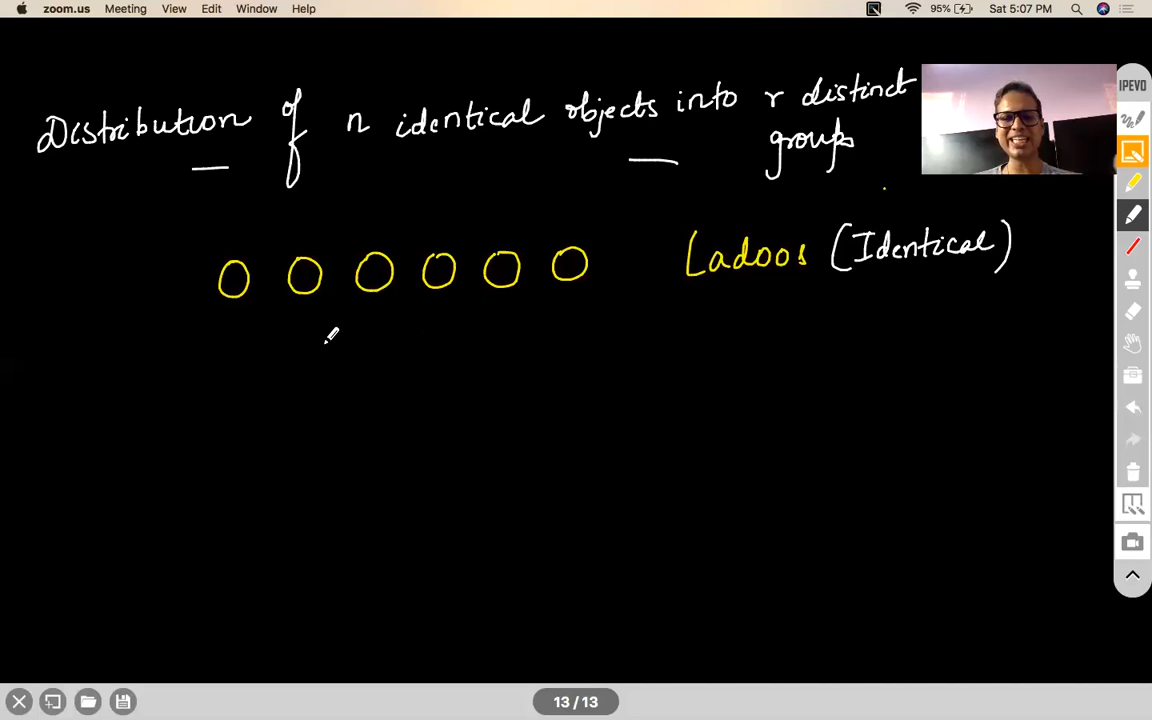 zoom.us Meeting View Edit Window Help 95% Sat 5:07 PM
IPEVO
Distribution of n identical objects into r distinct
groups
Ladoos (Identical)
13 / 13